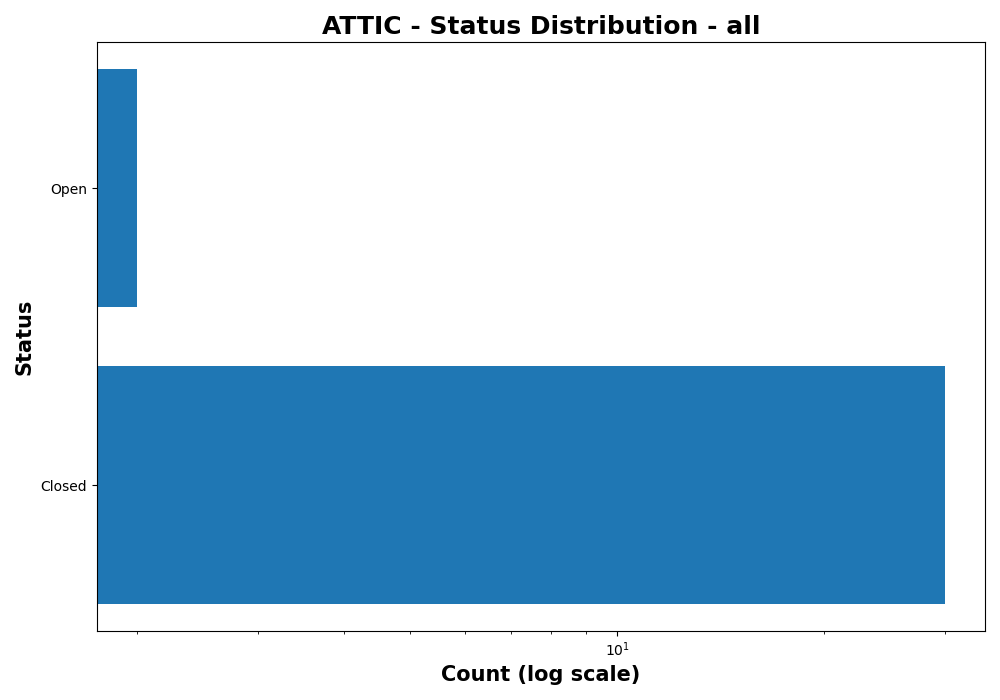 ATTIC - Status Distribution - all
Open
Closed
Status
10¹
Count (log scale)